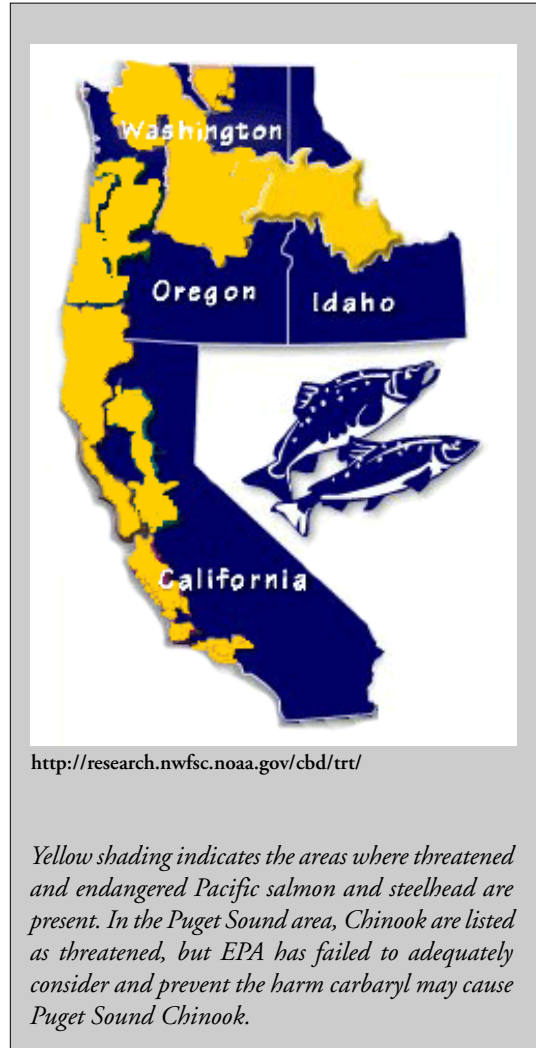 Washington
Oregon
Idaho
California
http://research.nwfsc.noaa.gov/cbd/trt/
Yellow shading indicates the areas where threatened
and endangered Pacific salmon and steelhead are
present. In the Puget Sound area, Chinook are listed
as threatened, but EPA has failed to adequately
consider and prevent the harm carbaryl may cause
Puget Sound Chinook.